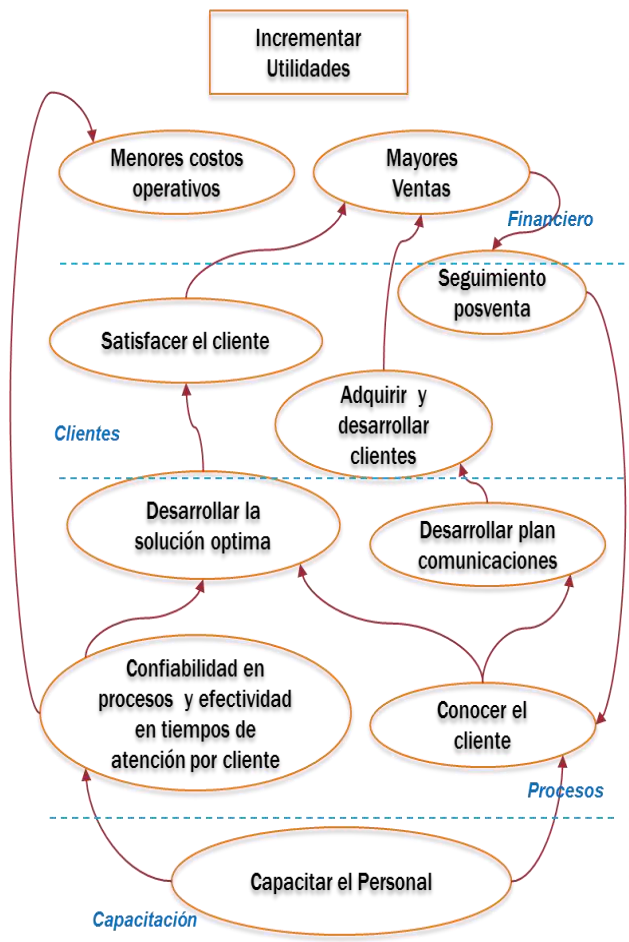 Incrementar
Utilidades
Menores costos
operativos
Mayores
Ventas
Financiero
Seguimiento
posventa
Satisfacer el cliente
Adquirir y
desarrollar
clientes
Clientes
Desarrollar la
solución optima
Desarrollar plan
comunicaciones
Confiabilidad en
procesos y efectividad
en tiempos de
atención por cliente
Conocer el
cliente
Procesos
Capacitar el Personal
Capacitación